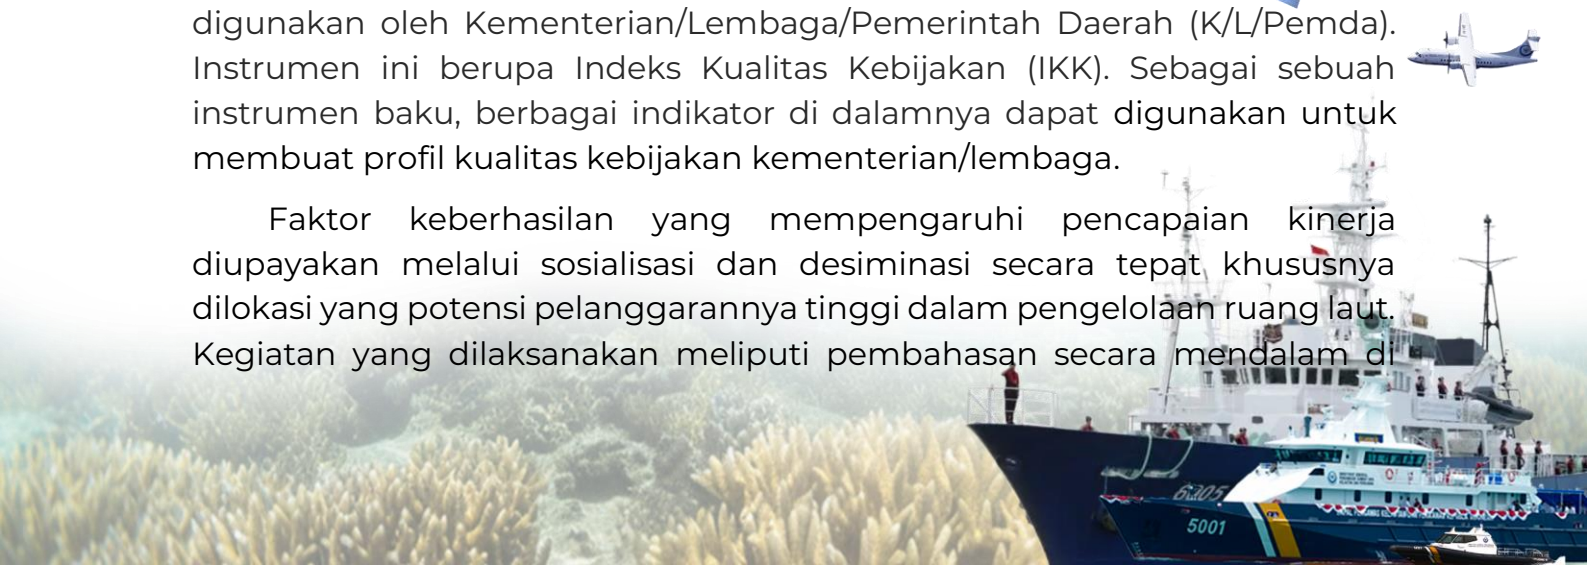 digunakan oleh Kementerian/Lembaga/Pemerintah Daerah (K/L/Pemda).
Instrumen ini berupa Indeks Kualitas Kebijakan (IKK). Sebagai sebuah
instrumen baku, berbagai indikator di dalamnya dapat digunakan untuk
membuat profil kualitas kebijakan kementerian/lembaga.
Faktor keberhasilan yang mempengaruhi pencapaian kinerja
diupayakan melalui sosialisasi dan desiminasi secara tepat khususnya
dilokasi yang potensi pelanggarannya tinggi dalam pengelolaan ruang laut.
Kegiatan yang dilaksanakan meliputi pembahasan secara mendalam di
6305
5001